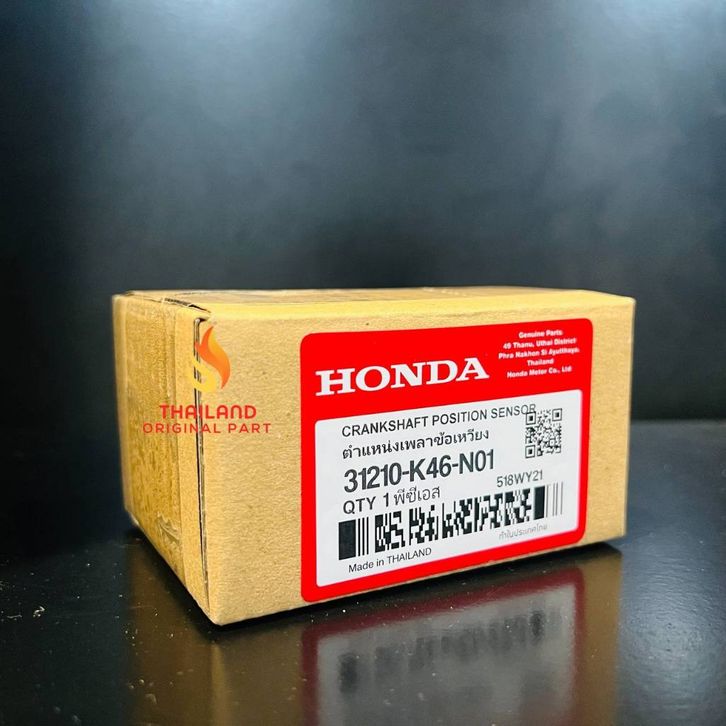 THAILAND
ORIGINAL PART
HONDA
Genuine Parts
49 Thanu, Uthai District
Phra Nakhon Si Ayutthaya,
Thailand
Honda Motor Co., Ltd
CRANKSHAFT POSITION SENSOR
ตำแหน่งเพลาข้อเหวี่ยง
31210-K46-N01
QTY 1 พีซีเอส
518WY21
Made in THAILAND
ทำในประเทศไทย